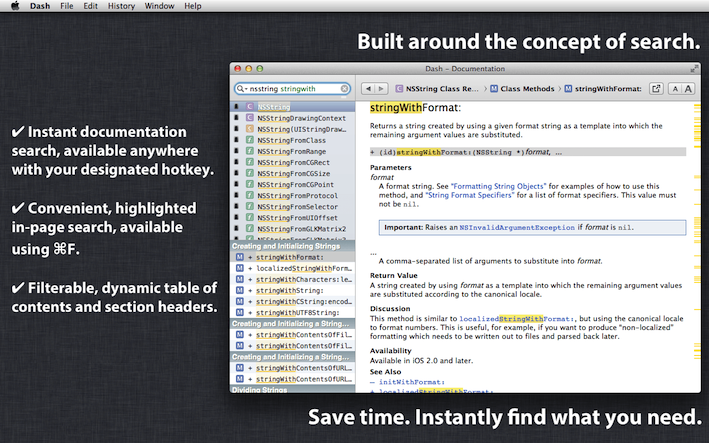 Dash File Edit History Window Help
Built around the concept of search.
Dash – Documentation
nsstring stringwith
NSString Class Re... Class Methods stringWithFormat: A A
✔ Instant documentation
search, available anywhere
with your designated hotkey.
✔ Convenient, highlighted
in-page search, available
using ⌘F.
✔ Filterable, dynamic table of
contents and section headers.
C NSString
C NSStringDrawingContext
C NSString(UIStringDraw...
f NSStringFromClass
f NSStringFromRange
f NSStringFromCGRect
f NSStringFromCGSize
f NSStringFromCGPoint
f NSStringFromProtocol
f NSStringFromSelector
f NSStringFromUIOffset
f NSStringFromGLKMatrix2
f NSStringFromGLKMatrix3
Creating and Initializing Strings
M + stringWithFormat:
M + localizedStringWithForm...
M + stringWithCharacters:le...
M + stringWithString:
M + stringWithCString:encod...
M + stringWithUTF8String:
Creating and Initializing a String...
M + stringWithContentsOfFil...
M + stringWithContentsOfFil...
Creating and Initializing a String...
M + stringWithContentsOfURL...
M + stringWithContentsOfURL...
Dividing Strings
stringWithFormat:
Returns a string created by using a given format string as a template into which the
remaining argument values are substituted.
+ (id)stringWithFormat:(NSString *)format, ...
Parameters
format
A format string. See "Formatting String Objects" for examples of how to use this
method, and "String Format Specifiers" for a list of format specifiers. This value must
not be nil.
Important: Raises an NSInvalidArgumentException if format is nil.
...
A comma-separated list of arguments to substitute into format.
Return Value
A string created by using format as a template into which the remaining argument values
are substituted according to the canonical locale.
Discussion
This method is similar to localizedStringWithFormat:, but using the canonical locale
to format numbers. This is useful, for example, if you want to produce "non-localized"
formatting which needs to be written out to files and parsed back later.
Availability
Available in iOS 2.0 and later.
See Also
– initWithFormat:
+ localizedStringWithFormat:
Save time. Instantly find what you need.